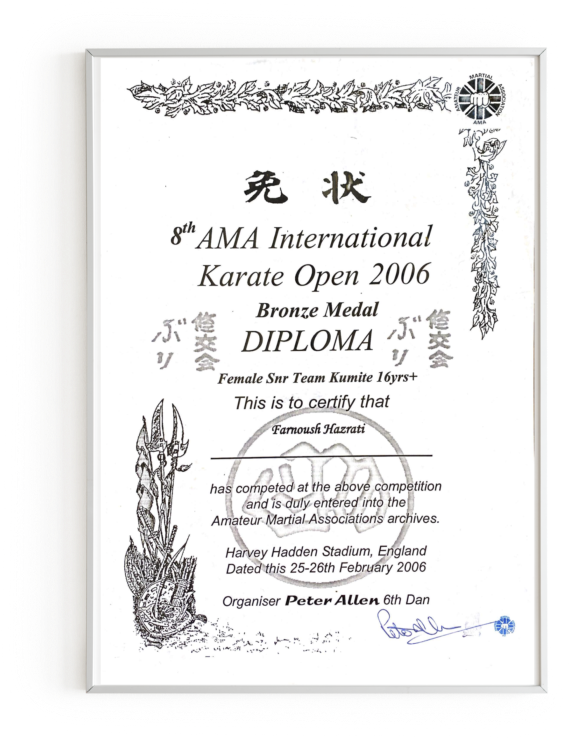 AMATEUR MARTIAL ASSOCIATION
AMA
免状
8th AMA International
Karate Open 2006
Bronze Medal
DIPLOMA
ぶり 修交会
ぶり 修交会
Female Snr Team Kumite 16yrs+
This is to certify that
Farnoush Hazrati
has competed at the above competition
and is duly entered into the
Amateur Martial Associations archives.
Harvey Hadden Stadium, England
Dated this 25-26th February 2006
Organiser Peter Allen 6th Dan